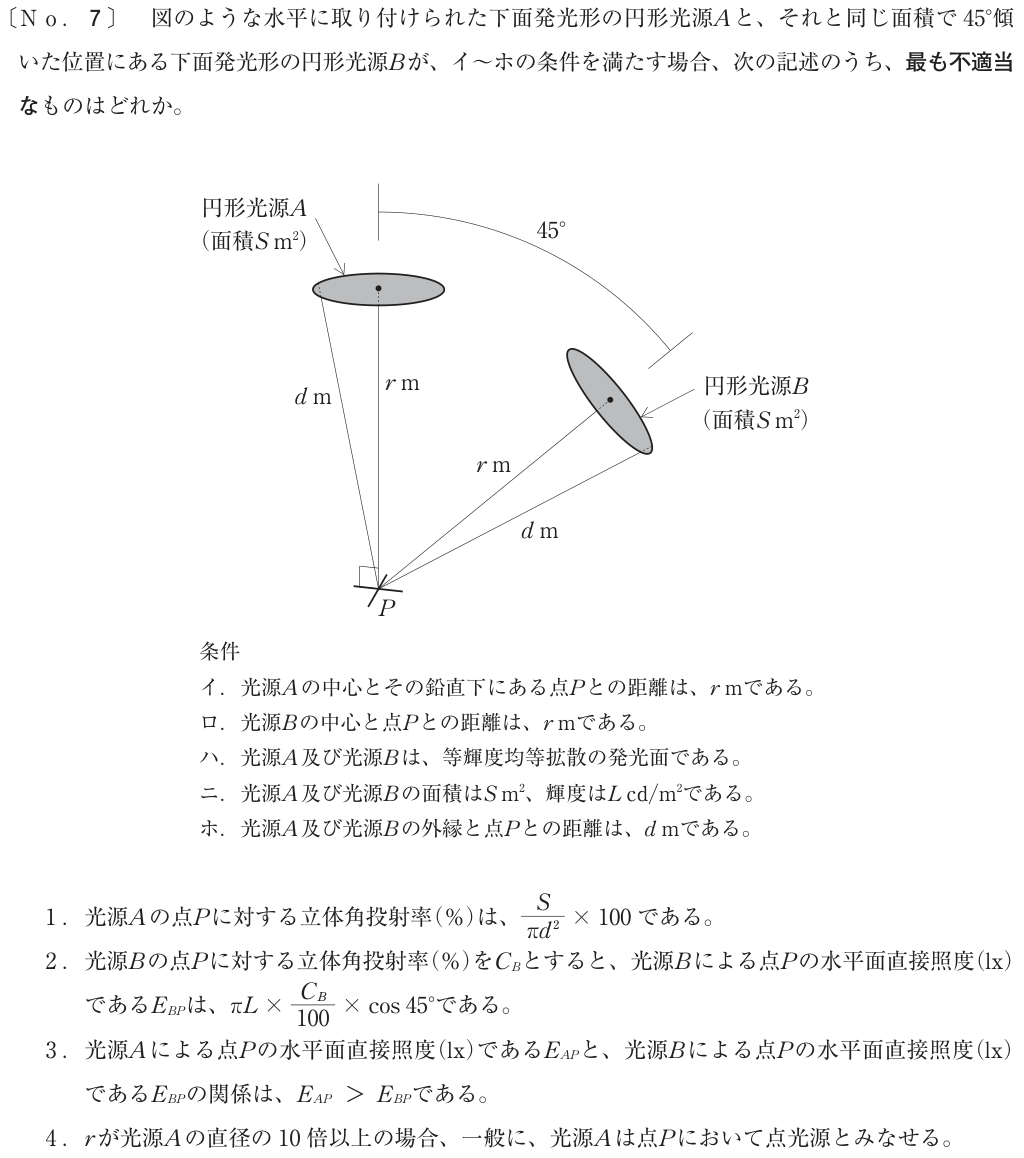 〔Ｎｏ．７〕　図のような水平に取り付けられた下面発光形の円形光源Aと、それと同じ面積で45°傾
いた位置にある下面発光形の円形光源Bが、イ～ホの条件を満たす場合、次の記述のうち、最も不適当
なものはどれか。
円形光源A
（面積S m²）
45°
r m
d m
円形光源B
（面積S m²）
r m
d m
P
条件
イ．光源Aの中心とその鉛直下にある点Pとの距離は、r mである。
ロ．光源Bの中心と点Pとの距離は、r mである。
ハ．光源A及び光源Bは、等輝度均等拡散の発光面である。
ニ．光源A及び光源Bの面積はS m²、輝度はL cd/m²である。
ホ．光源A及び光源Bの外縁と点Pとの距離は、d mである。
1．光源Aの点Pに対する立体角投射率(％)は、S/πd² × 100 である。
2．光源Bの点Pに対する立体角投射率(％)をC_Bとすると、光源Bによる点Pの水平面直接照度(lx)
であるE_BPは、πL × C_B/100 × cos 45°である。
3．光源Aによる点Pの水平面直接照度(lx)であるE_APと、光源Bによる点Pの水平面直接照度(lx)
であるE_BPの関係は、E_AP ＞ E_BPである。
4．rが光源Aの直径の 10 倍以上の場合、一般に、光源Aは点Pにおいて点光源とみなせる。